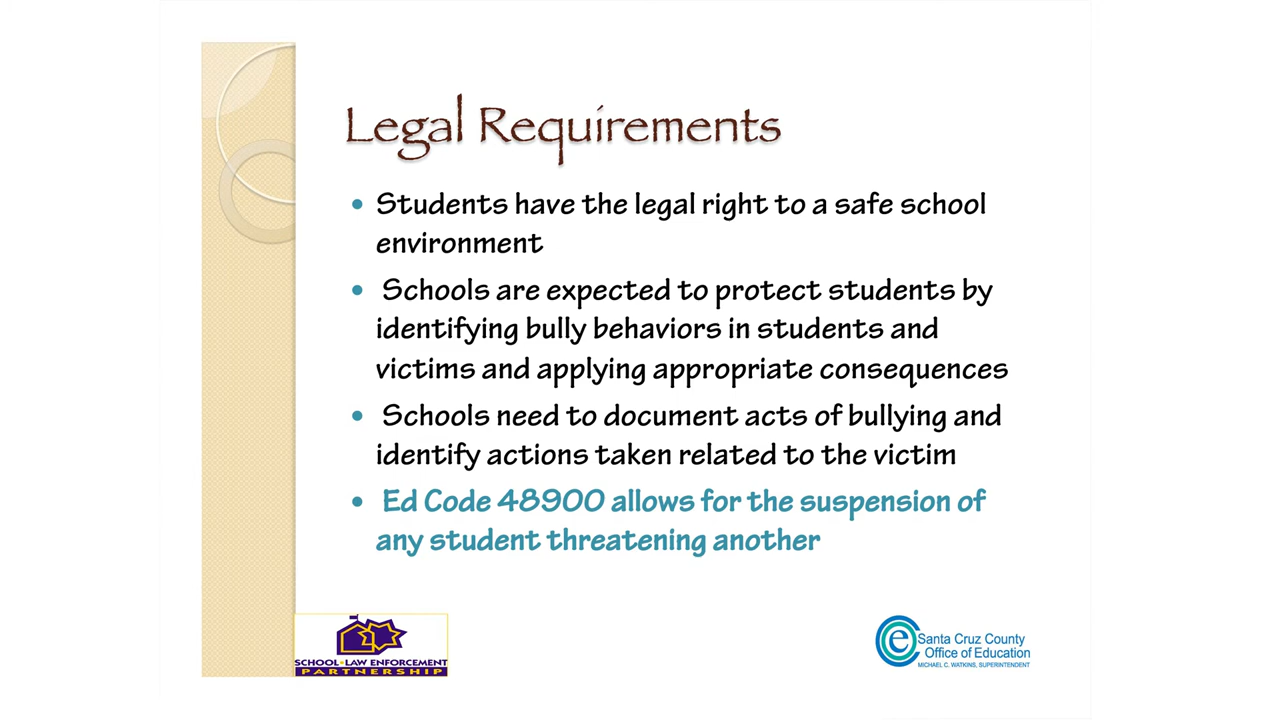 Legal Requirements
• Students have the legal right to a safe school
environment
• Schools are expected to protect students by
identifying bully behaviors in students and
victims and applying appropriate consequences
• Schools need to document acts of bullying and
identify actions taken related to the victim
• Ed Code 48900 allows for the suspension of
any student threatening another
SCHOOL•LAW ENFORCEMENT
PARTNERSHIP
e
Santa Cruz County
Office of Education
MICHAEL C. WATKINS, SUPERINTENDENT